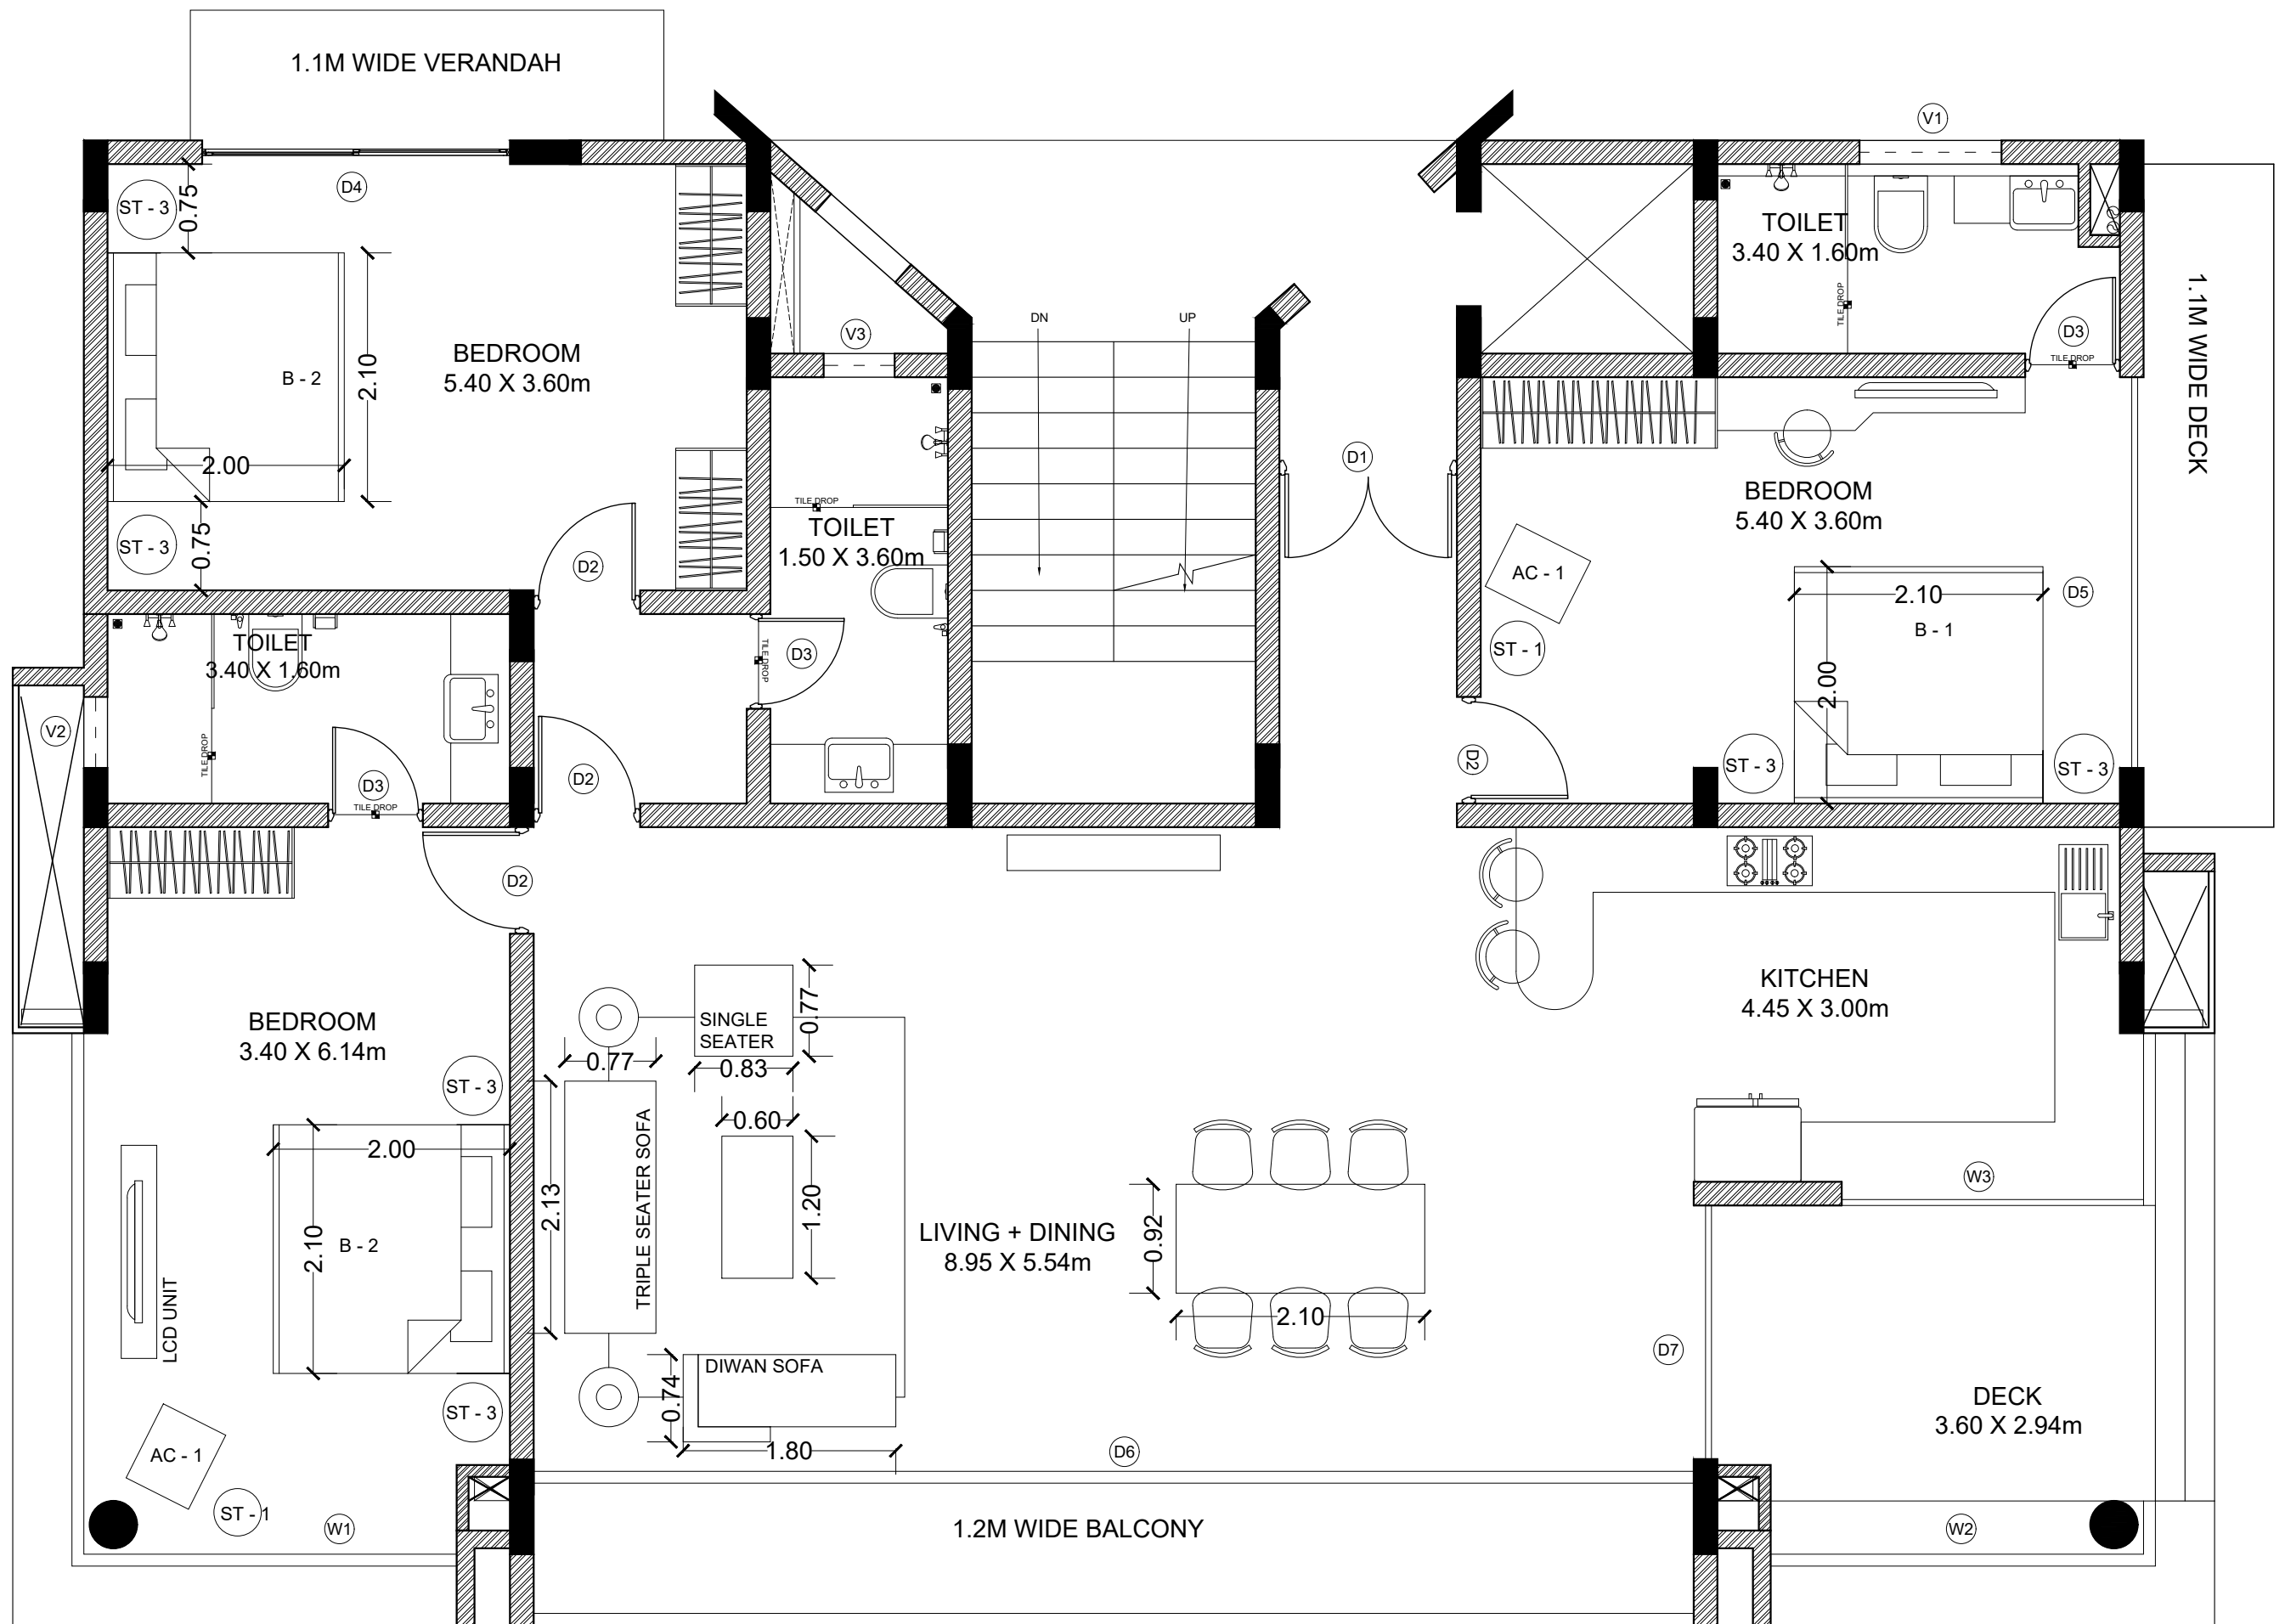 1.1M WIDE VERANDAH
V1
D4
ST - 3
0.75
TOILET
3.40 X 1.60m
1.1M WIDE DECK
TILE DROP
D3
TILE DROP
DN
UP
V3
BEDROOM
5.40 X 3.60m
B - 2
2.10
2.00
D1
BEDROOM
5.40 X 3.60m
TILE DROP
TOILET
1.50 X 3.60m
ST - 3
0.75
D2
AC - 1
2.10
D5
B - 1
ST - 1
2.00
TOILET
3.40 X 1.60m
TILE DROP
D3
V2
TILE DROP
D3
TILE DROP
D2
D2
ST - 3
ST - 3
D2
KITCHEN
4.45 X 3.00m
BEDROOM
3.40 X 6.14m
SINGLE
SEATER
0.77
0.77
0.83
ST - 3
0.60
2.00
W3
2.13
TRIPLE SEATER SOFA
1.20
LIVING + DINING
8.95 X 5.54m
0.92
2.10
B - 2
LCD UNIT
2.10
D7
DIWAN SOFA
0.74
1.80
ST - 3
DECK
3.60 X 2.94m
AC - 1
D6
ST - 1
W1
1.2M WIDE BALCONY
W2